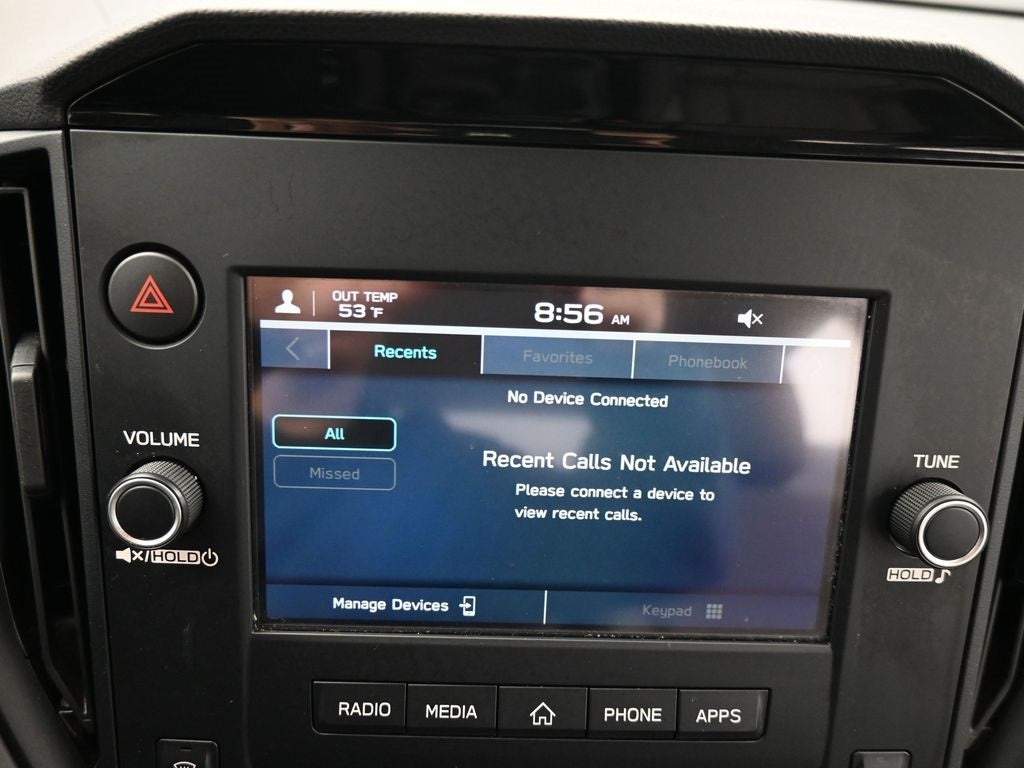 OUT TEMP
53°F
8:56 AM
Recents
Favorites
Phonebook
No Device Connected
All
Missed
Recent Calls Not Available
Please connect a device to
view recent calls.
Manage Devices
Keypad
VOLUME
/HOLD
TUNE
HOLD
RADIO
MEDIA
PHONE
APPS